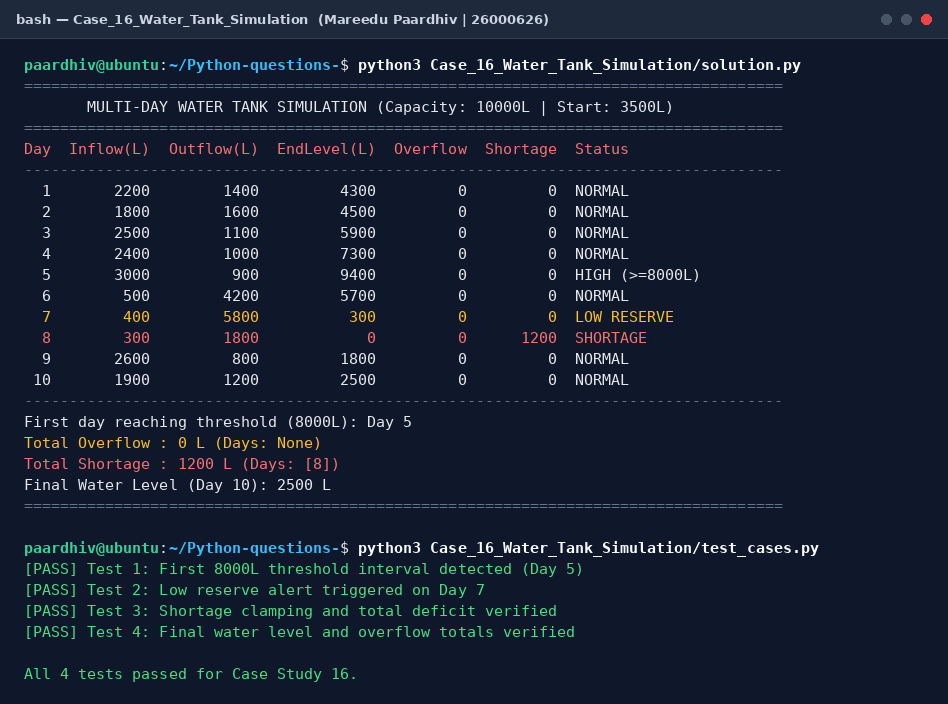 bash — Case_16_Water_Tank_Simulation (Mareedu Paardhiv | 26000626)
paardhiv@ubuntu:~/Python-questions-$ python3 Case_16_Water_Tank_Simulation/solution.py
====================================================================================
       MULTI-DAY WATER TANK SIMULATION (Capacity: 10000L | Start: 3500L)
====================================================================================
Day  Inflow(L)  Outflow(L)  EndLevel(L)  Overflow  Shortage  Status
------------------------------------------------------------------------------------
  1       2200        1400         4300         0         0  NORMAL
  2       1800        1600         4500         0         0  NORMAL
  3       2500        1100         5900         0         0  NORMAL
  4       2400        1000         7300         0         0  NORMAL
  5       3000         900         9400         0         0  HIGH (>=8000L)
  6        500        4200         5700         0         0  NORMAL
  7        400        5800          300         0         0  LOW RESERVE
  8        300        1800            0         0      1200  SHORTAGE
  9       2600         800         1800         0         0  NORMAL
 10       1900        1200         2500         0         0  NORMAL
------------------------------------------------------------------------------------
First day reaching threshold (8000L): Day 5
Total Overflow : 0 L (Days: None)
Total Shortage : 1200 L (Days: [8])
Final Water Level (Day 10): 2500 L
====================================================================================
paardhiv@ubuntu:~/Python-questions-$ python3 Case_16_Water_Tank_Simulation/test_cases.py
[PASS] Test 1: First 8000L threshold interval detected (Day 5)
[PASS] Test 2: Low reserve alert triggered on Day 7
[PASS] Test 3: Shortage clamping and total deficit verified
[PASS] Test 4: Final water level and overflow totals verified
All 4 tests passed for Case Study 16.